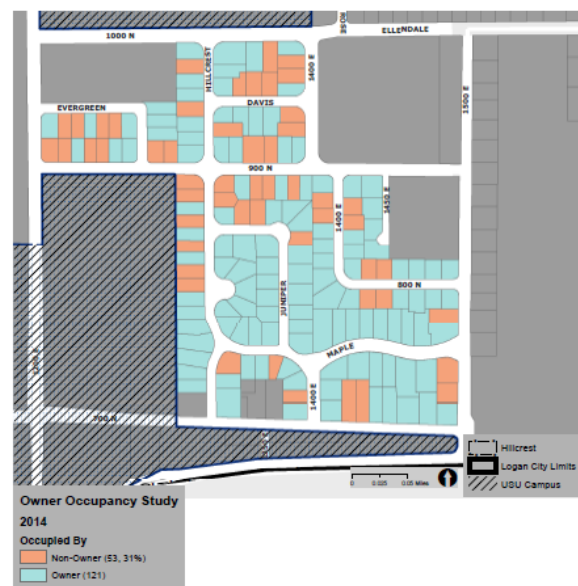 1000 N
ELLENDALE
ROSE
HILLCREST
1400 E
1500 E
EVERGREEN
DAVIS
900 N
1400 E
1450 E
JUNIPER
800 N
MAPLE
1200 E
700 N
1400 E
0 0.025 0.05 Miles
Hillcrest
Logan City Limits
USU Campus
Owner Occupancy Study
2014
Occupied By
Non-Owner (53, 31%)
Owner (121)